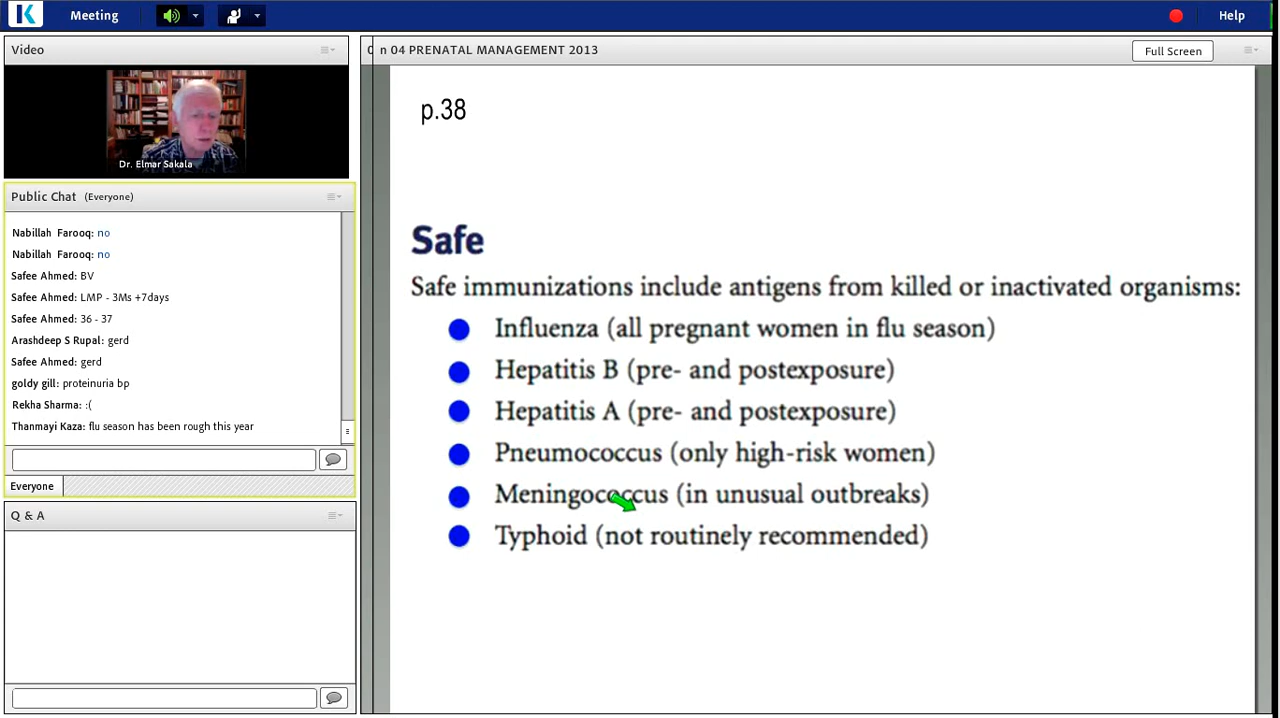 Meeting
Help
Video
Dr. Elmar Sakala
Public Chat (Everyone)
Nabillah Farooq: no
Nabillah Farooq: no
Safee Ahmed: BV
Safee Ahmed: LMP - 3Ms +7days
Safee Ahmed: 36 - 37
Arashdeep S Rupal: gerd
Safee Ahmed: gerd
goldy gill: proteinuria bp
Rekha Sharma: :(
Thanmayi Kaza: flu season has been rough this year
Everyone
Q & A
n 04 PRENATAL MANAGEMENT 2013
Full Screen
p.38
Safe
Safe immunizations include antigens from killed or inactivated organisms:
Influenza (all pregnant women in flu season)
Hepatitis B (pre- and postexposure)
Hepatitis A (pre- and postexposure)
Pneumococcus (only high-risk women)
Meningococcus (in unusual outbreaks)
Typhoid (not routinely recommended)